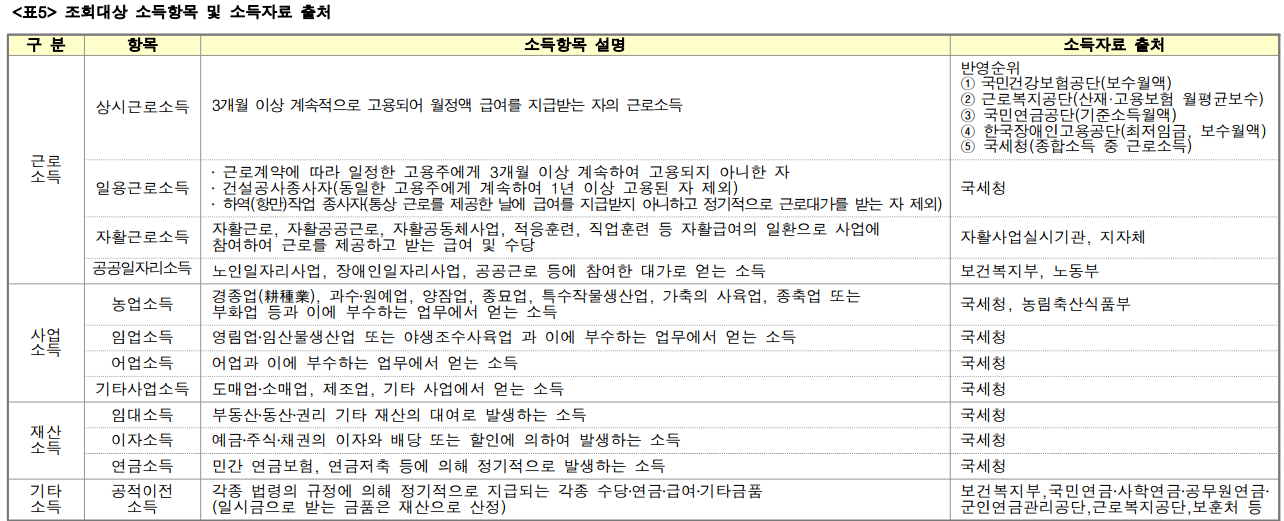 <표5> 조회대상 소득항목 및 소득자료 출처
구 분 항목 소득항목 설명 소득자료 출처
근로
소득
상시근로소득
3개월 이상 계속적으로 고용되어 월정액 급여를 지급받는 자의 근로소득
반영순위
① 국민건강보험공단(보수월액)
② 근로복지공단(산재·고용보험 월평균보수)
③ 국민연금공단(기준소득월액)
④ 한국장애인고용공단(최저임금, 보수월액)
⑤ 국세청(종합소득 중 근로소득)
일용근로소득
· 근로계약에 따라 일정한 고용주에게 3개월 이상 계속하여 고용되지 아니한 자
· 건설공사종사자(동일한 고용주에게 계속하여 1년 이상 고용된 자 제외)
· 하역(항만)작업 종사자(통상 근로를 제공한 날에 급여를 지급받지 아니하고 정기적으로 근로대가를 받는 자 제외)
국세청
자활근로소득
자활근로, 자활공공근로, 자활공동체사업, 적응훈련, 직업훈련 등 자활급여의 일환으로 사업에
참여하여 근로를 제공하고 받는 급여 및 수당
자활사업실시기관, 지자체
공공일자리소득
노인일자리사업, 장애인일자리사업, 공공근로 등에 참여한 대가로 얻는 소득
보건복지부, 노동부
사업
소득
농업소득
경종업(耕種業), 과수·원예업, 양잠업, 종묘업, 특수작물생산업, 가축의 사육업, 종축업 또는
부화업 등과 이에 부수하는 업무에서 얻는 소득
국세청, 농림축산식품부
임업소득
영림업·임산물생산업 또는 야생조수사육업 과 이에 부수하는 업무에서 얻는 소득
국세청
어업소득
어업과 이에 부수하는 업무에서 얻는 소득
국세청
기타사업소득
도매업·소매업, 제조업, 기타 사업에서 얻는 소득
국세청
재산
소득
임대소득
부동산·동산·권리 기타 재산의 대여로 발생하는 소득
국세청
이자소득
예금·주식·채권의 이자와 배당 또는 할인에 의하여 발생하는 소득
국세청
연금소득
민간 연금보험, 연금저축 등에 의해 정기적으로 발생하는 소득
국세청
기타
소득
공적이전
소득
각종 법령의 규정에 의해 정기적으로 지급되는 각종 수당·연금·급여·기타금품
(일시금으로 받는 금품은 재산으로 산정)
보건복지부,국민연금·사학연금·공무원연금·
군인연금관리공단,근로복지공단,보훈처 등